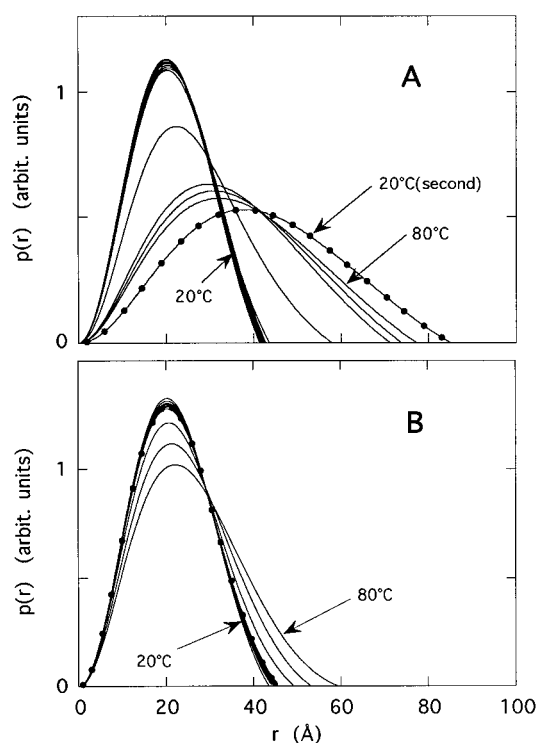 A
p(r) (arbit. units)
1
0
20°C(second)
80°C
20°C
B
p(r) (arbit. units)
1
0
80°C
20°C
0 20 40 60 80 100
r (Å)